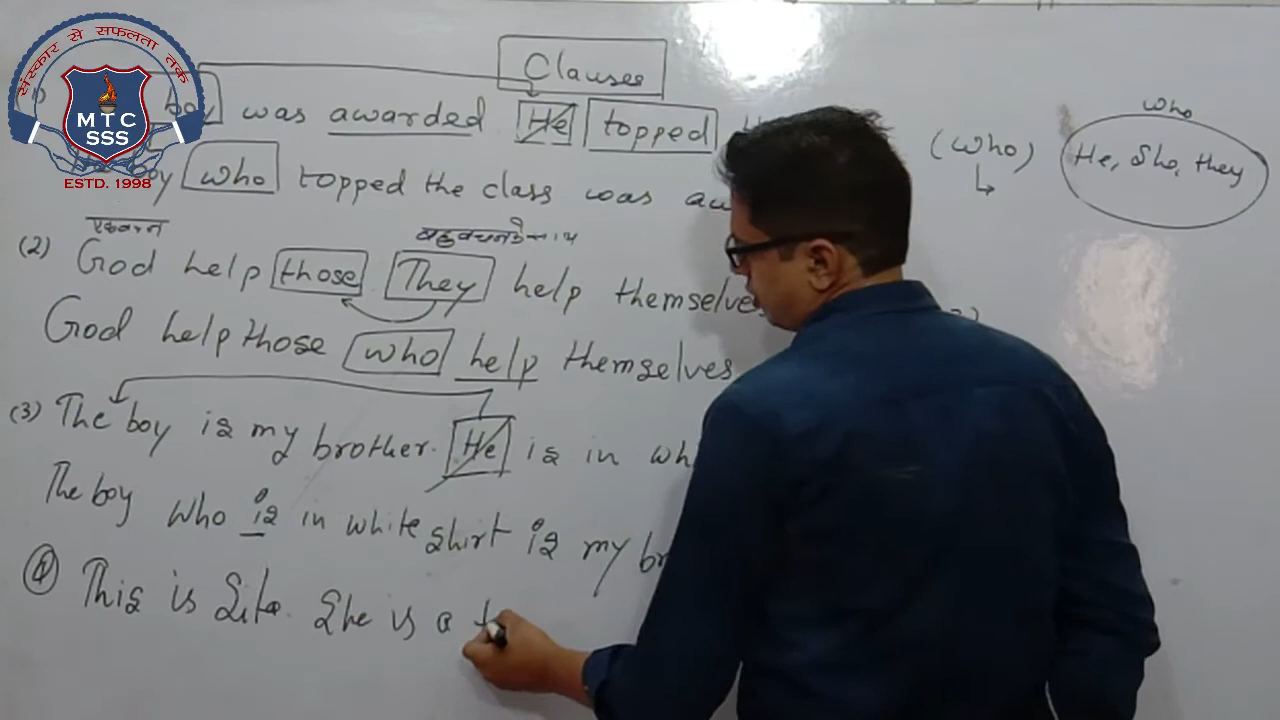 संस्कार से सफलता तक
MTC
SSS
ESTD. 1998
Clauses
boy was awarded. He topped
boy who topped the class was
एकवचन
बहुवचन
(2) God help those. They help themselves
God help those who help themselves
(3) The boy is my brother. He is in
The boy who is in white shirt is my
(4) This is Sita. She is a
(who)
who
He, She, they